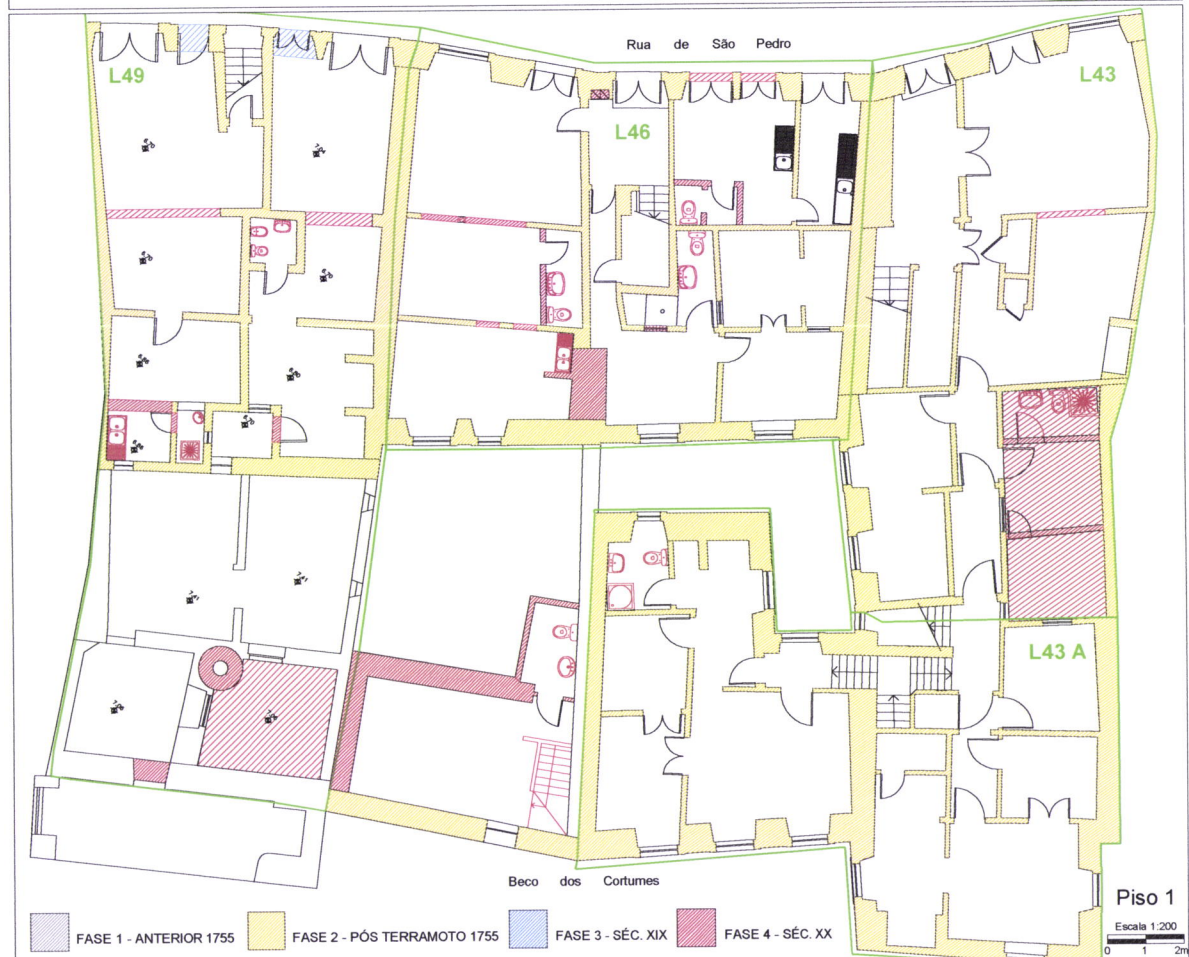 Rua de São Pedro
L49
L46
L43
L43 A
Beco dos Cortumes
Piso 1
Escala 1:200
0 1 2m
FASE 1 - ANTERIOR 1755
FASE 2 - PÓS TERRAMOTO 1755
FASE 3 - SÉC. XIX
FASE 4 - SÉC. XX